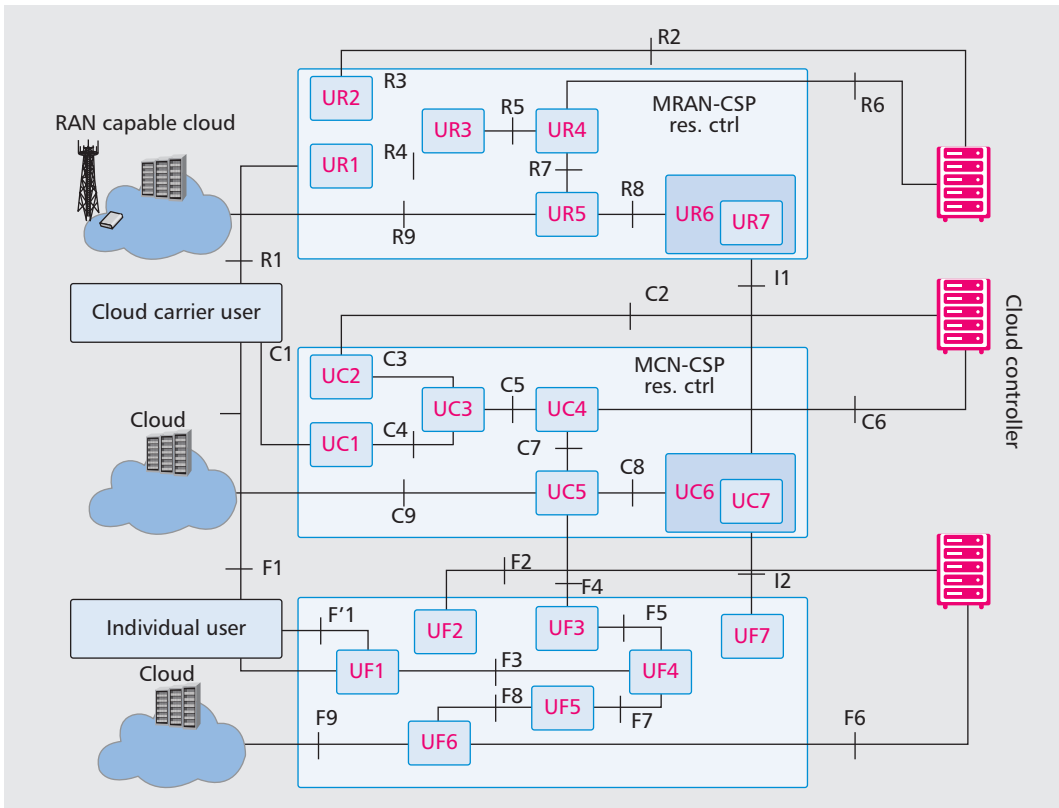 R2
R3
UR2
MRAN-CSP
res. ctrl
R6
RAN capable cloud
UR3
R5
UR4
UR1
R4
R7
R8
UR5
UR6
UR7
R9
R1
I1
Cloud carrier user
C2
Cloud controller
C1
UC2
C3
MCN-CSP
res. ctrl
UC3
C5
UC4
C6
Cloud
UC1
C4
C7
C8
UC5
UC6
UC7
C9
F1
F2
F4
I2
Individual user
F'1
UF2
UF3
F5
UF7
UF1
F3
UF4
Cloud
F8
UF5
F7
F9
UF6
F6